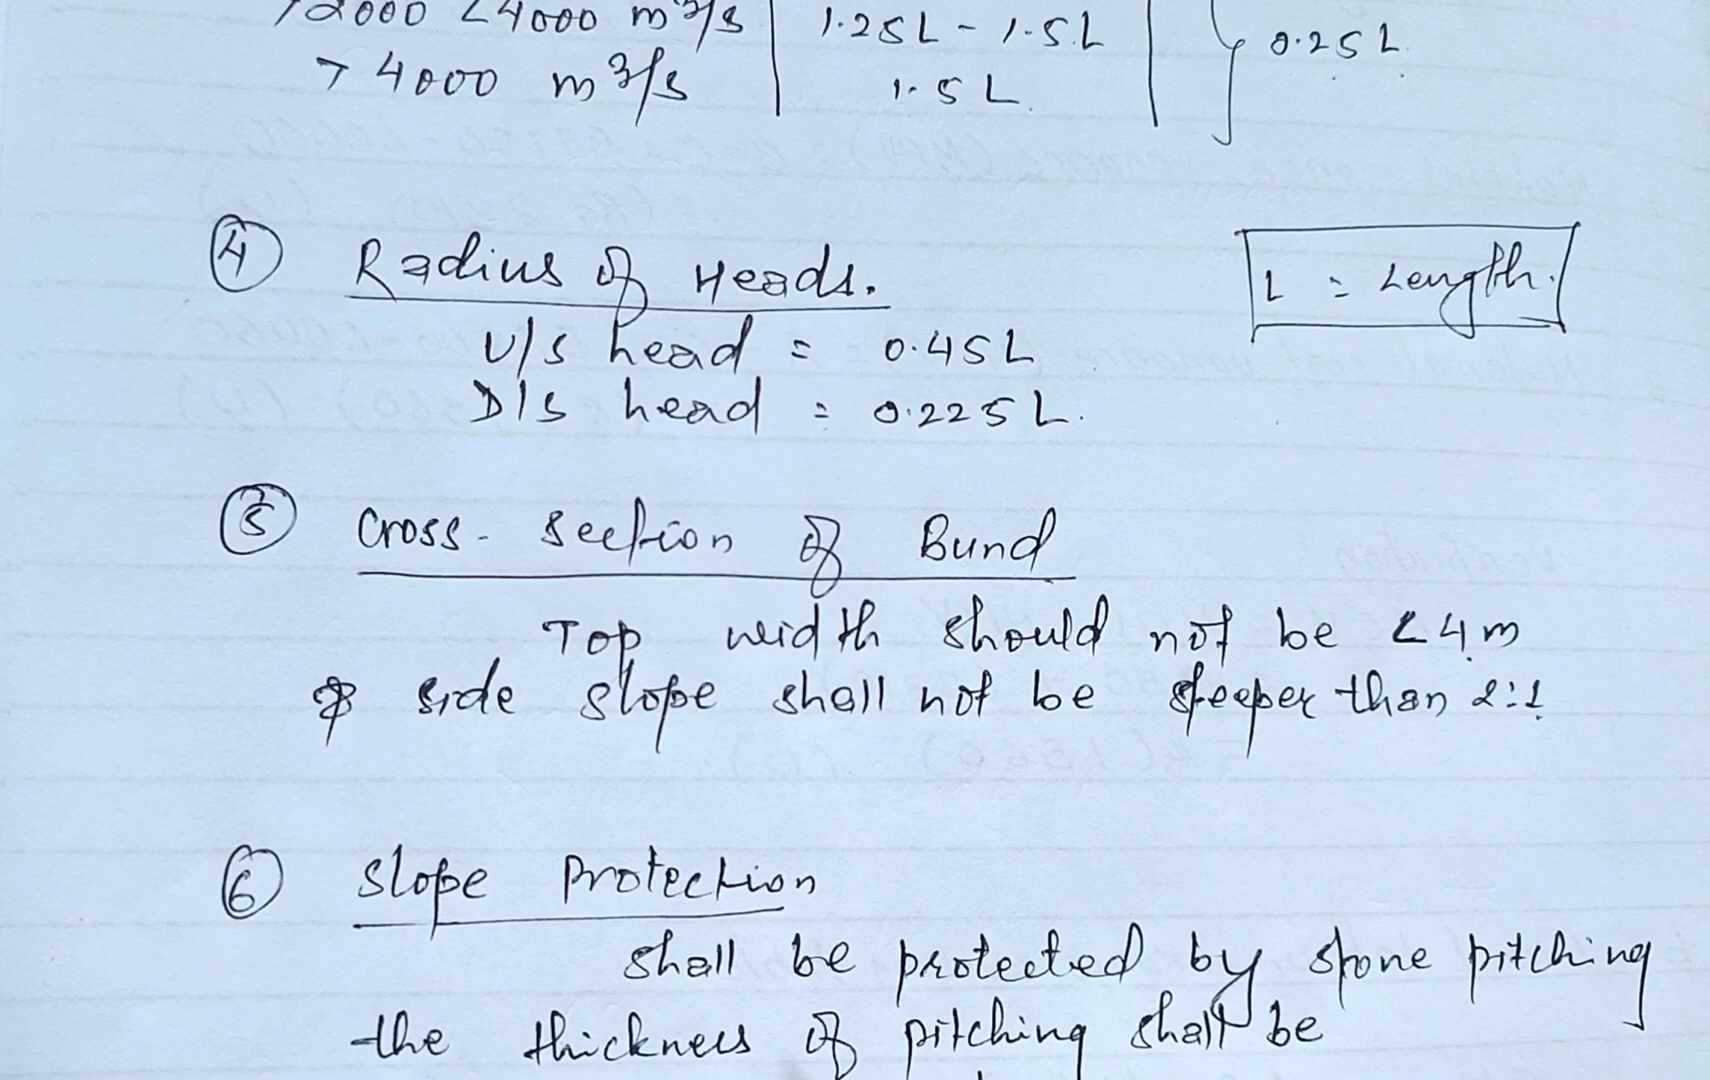 >2000 <4000 m³/s | 1.25L - 1.5L
>4000 m³/s | 1.5L | } 0.25L
④ Radius of Heads.
L = Length.
U/s head = 0.45L
D/s head = 0.225L.
⑤ Cross-Section of Bund
Top width should not be <4m
& side slope shall not be steeper than 2:1
⑥ Slope Protection
shall be protected by stone pitching
the thickness of pitching shall be